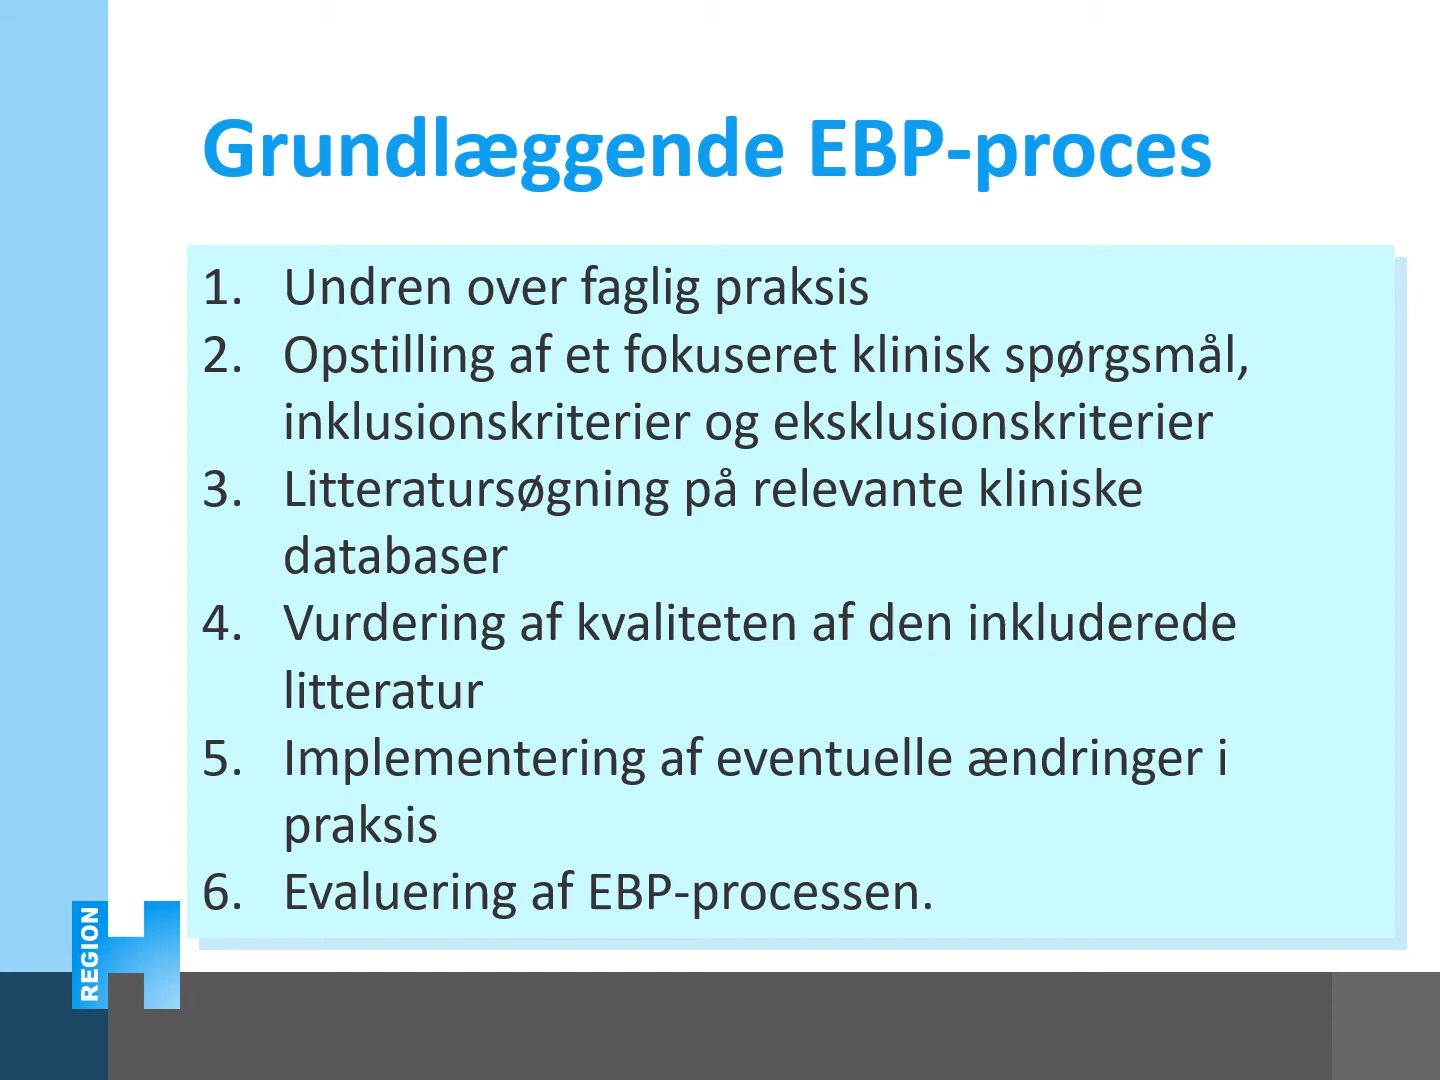 Grundlæggende EBP-proces
1. Undren over faglig praksis
2. Opstilling af et fokuseret klinisk spørgsmål,
inklusionskriterier og eksklusionskriterier
3. Litteratursøgning på relevante kliniske
databaser
4. Vurdering af kvaliteten af den inkluderede
litteratur
5. Implementering af eventuelle ændringer i
praksis
6. Evaluering af EBP-processen.
REGION H